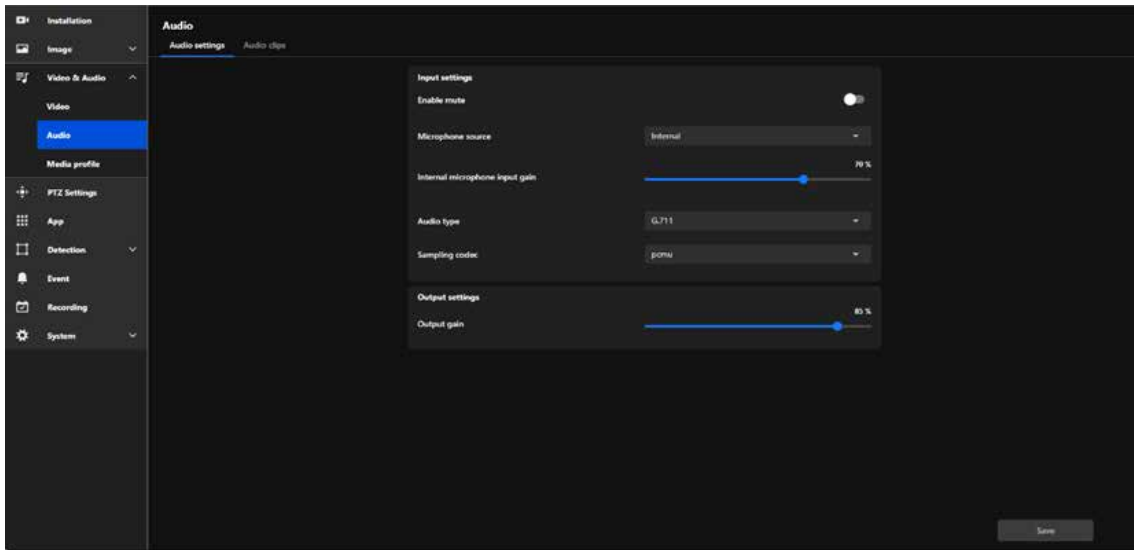 Installation
Image
Video & Audio
Video
Audio
Media profile
PTZ Settings
App
Detection
Event
Recording
System
Audio
Audio settings Audio clips
Input settings
Enable mute
Microphone source Internal
70 %
Internal microphone input gain
Audio type G.711
Sampling codec pcmu
Output settings
85 %
Output gain
Save